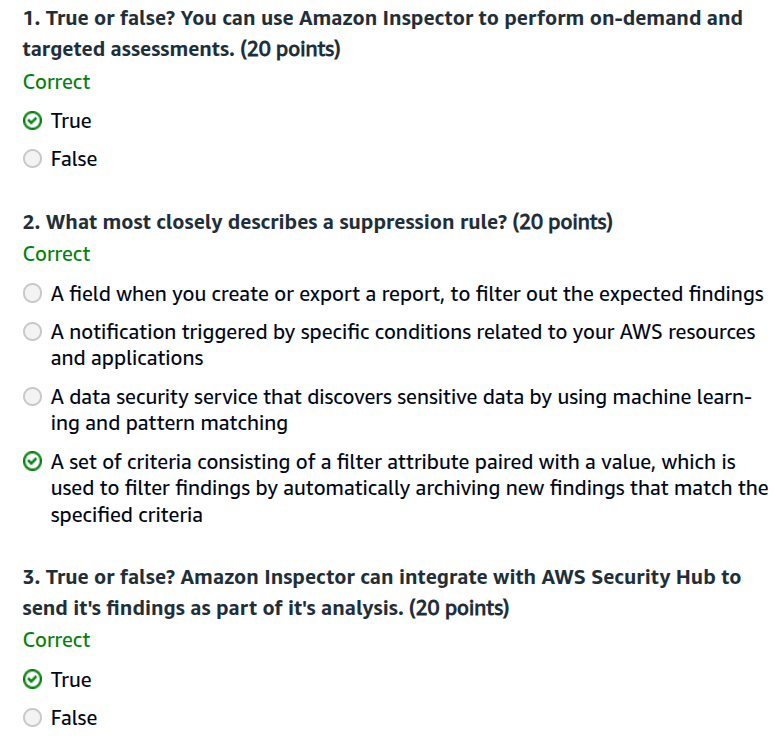 1. True or false? You can use Amazon Inspector to perform on-demand and
targeted assessments. (20 points)
Correct
True
False
2. What most closely describes a suppression rule? (20 points)
Correct
A field when you create or export a report, to filter out the expected findings
A notification triggered by specific conditions related to your AWS resources
and applications
A data security service that discovers sensitive data by using machine learn-
ing and pattern matching
A set of criteria consisting of a filter attribute paired with a value, which is
used to filter findings by automatically archiving new findings that match the
specified criteria
3. True or false? Amazon Inspector can integrate with AWS Security Hub to
send it's findings as part of it's analysis. (20 points)
Correct
True
False